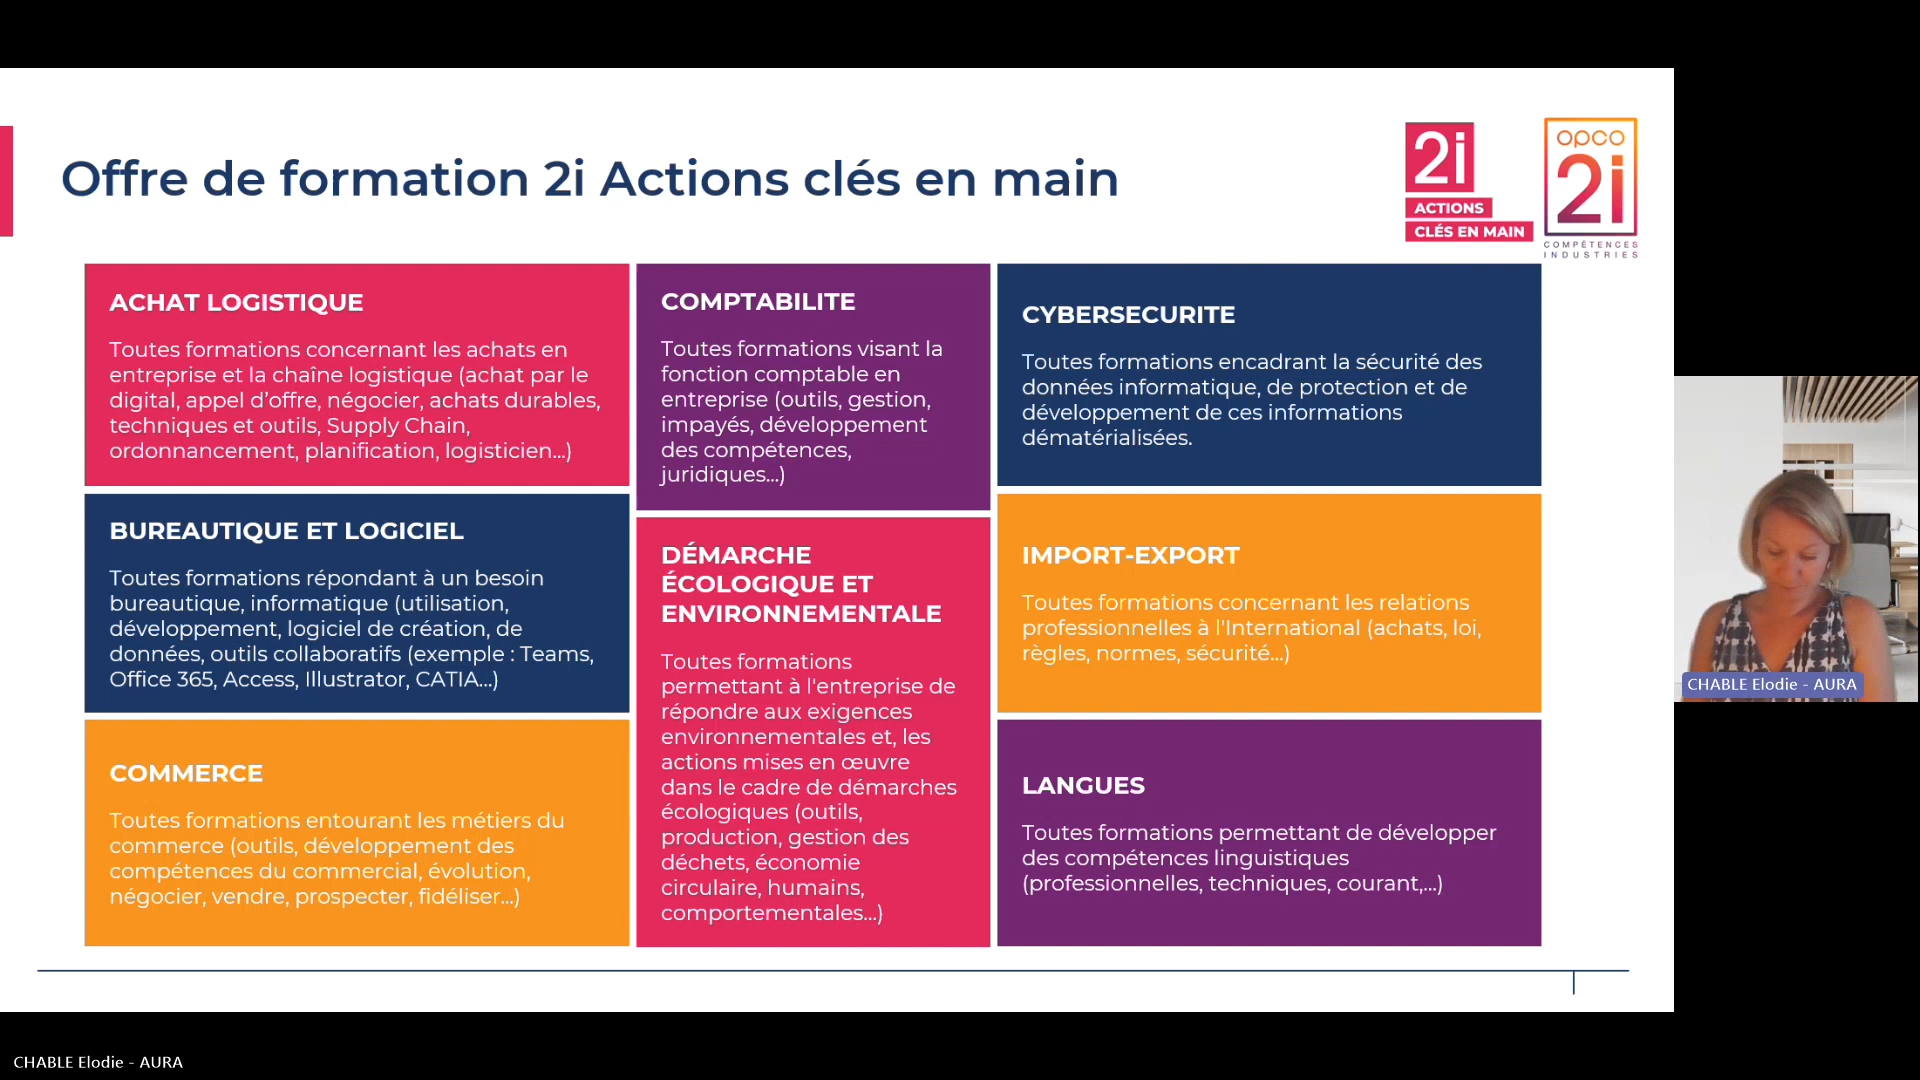 Offre de formation 2i Actions clés en main
2i
ACTIONS
CLÉS EN MAIN
opco
2i
COMPÉTENCES
INDUSTRIES
ACHAT LOGISTIQUE
Toutes formations concernant les achats en
entreprise et la chaîne logistique (achat par le
digital, appel d'offre, négocier, achats durables,
techniques et outils, Supply Chain,
ordonnancement, planification, logisticien...)
BUREAUTIQUE ET LOGICIEL
Toutes formations répondant à un besoin
bureautique, informatique (utilisation,
développement, logiciel de création, de
données, outils collaboratifs (exemple : Teams,
Office 365, Access, Illustrator, CATIA...)
COMMERCE
Toutes formations entourant les métiers du
commerce (outils, développement des
compétences du commercial, évolution,
négocier, vendre, prospecter, fidéliser...)
COMPTABILITE
Toutes formations visant la
fonction comptable en
entreprise (outils, gestion,
impayés, développement
des compétences,
juridiques...)
DÉMARCHE
ÉCOLOGIQUE ET
ENVIRONNEMENTALE
Toutes formations
permettant à l'entreprise de
répondre aux exigences
environnementales et, les
actions mises en œuvre
dans le cadre de démarches
écologiques (outils,
production, gestion des
déchets, économie
circulaire, humains,
comportementales...)
CYBERSECURITE
Toutes formations encadrant la sécurité des
données informatique, de protection et de
développement de ces informations
dématérialisées.
IMPORT-EXPORT
Toutes formations concernant les relations
professionnelles à l'International (achats, loi,
règles, normes, sécurité...)
LANGUES
Toutes formations permettant de développer
des compétences linguistiques
(professionnelles, techniques, courant,...)
CHABLE Elodie - AURA
CHABLE Elodie - AURA